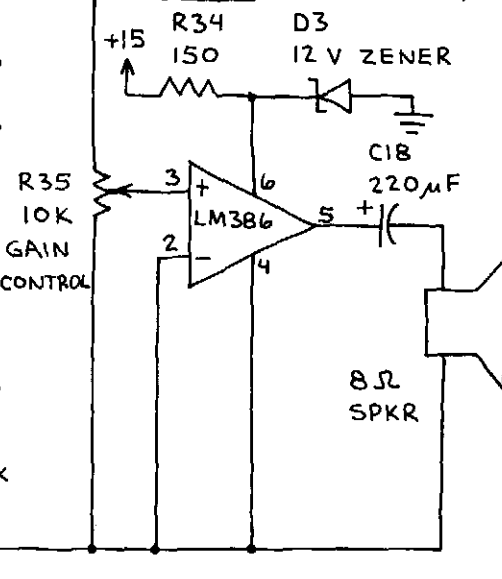 R34
150
D3
12 V ZENER
+15
C18
220µF
+
R35
10K
GAIN
CONTROL
3
+
6
LM386
5
2
−
4
8Ω
SPKR